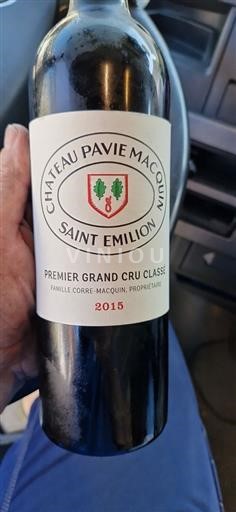 CHATEAU PAVIE MACQUIN
SAINT EMILION
VINIOU
PREMIER GRAND CRU CLASSÉ
FAMILLE CORRE-MACQUIN, PROPRIÉTAIRE
2015